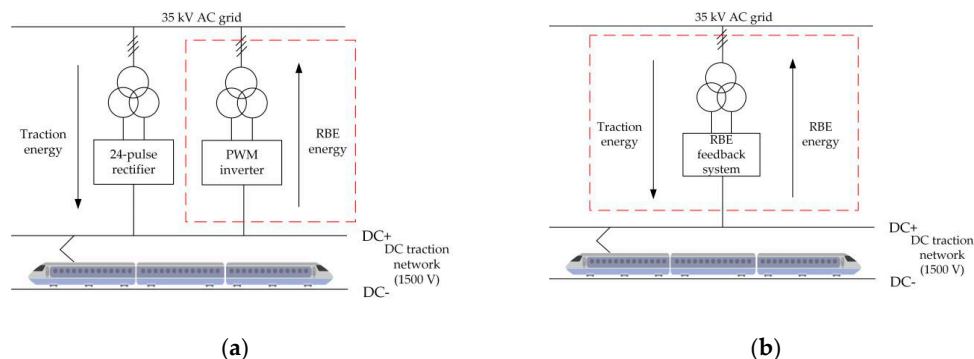 35 kV AC grid
Traction
energy
24-pulse
rectifier
PWM
inverter
RBE
energy
DC+
DC traction
network
(1500 V)
DC-
(a)
35 kV AC grid
Traction
energy
RBE
feedback
system
RBE
energy
DC+
DC traction
network
(1500 V)
DC-
(b)